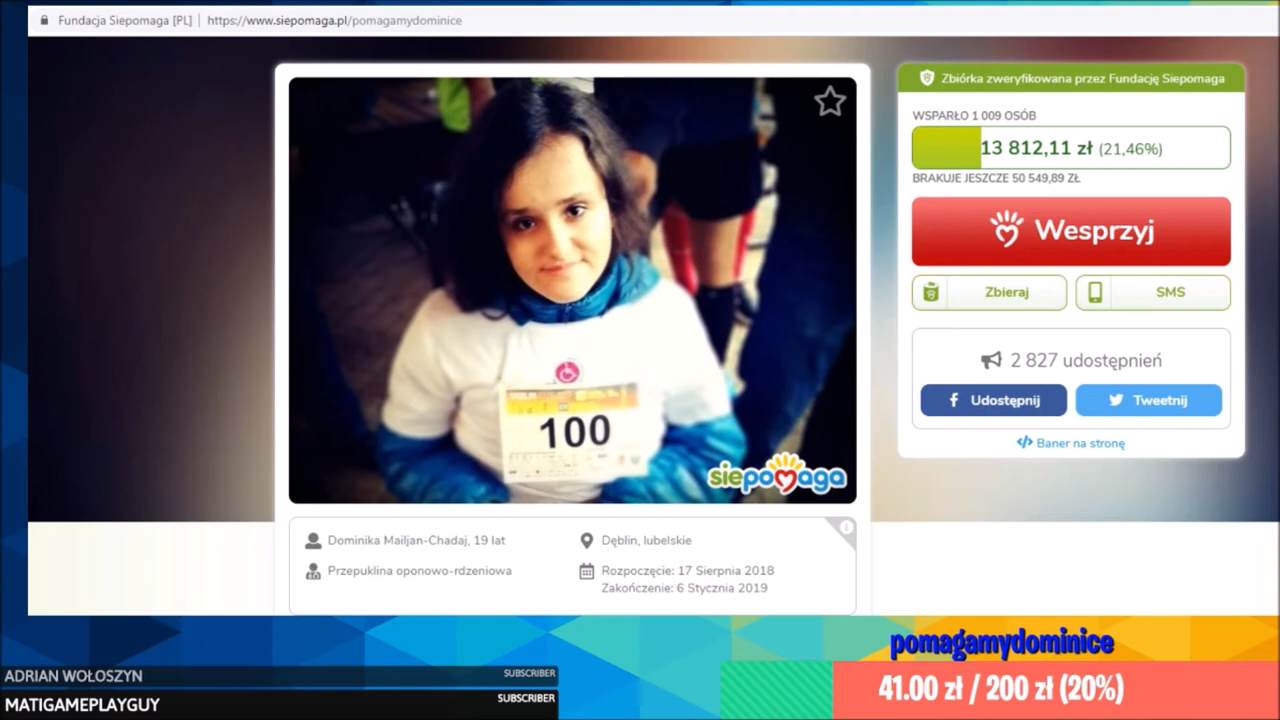 Fundacja Siepomaga [PL] | https://www.siepomaga.pl/pomagamydominice
Zbiórka zweryfikowana przez Fundację Siepomaga
WSPARŁO 1 009 OSÓB
13 812,11 zł (21,46%)
BRAKUJE JESZCZE 50 549,89 ZŁ
Wesprzyj
Zbieraj
SMS
2 827 udostępnień
Udostępnij
Tweetnij
Baner na stronę
100
siepomaga
Dominika Mailjan-Chadaj, 19 lat
Dęblin, lubelskie
Przepuklina oponowo-rdzeniowa
Rozpoczęcie: 17 Sierpnia 2018
Zakończenie: 6 Stycznia 2019
pomagamydominice
41.00 zł / 200 zł (20%)
ADRIAN WOŁOSZYN
SUBSCRIBER
MATIGAMEPLAYGUY
SUBSCRIBER